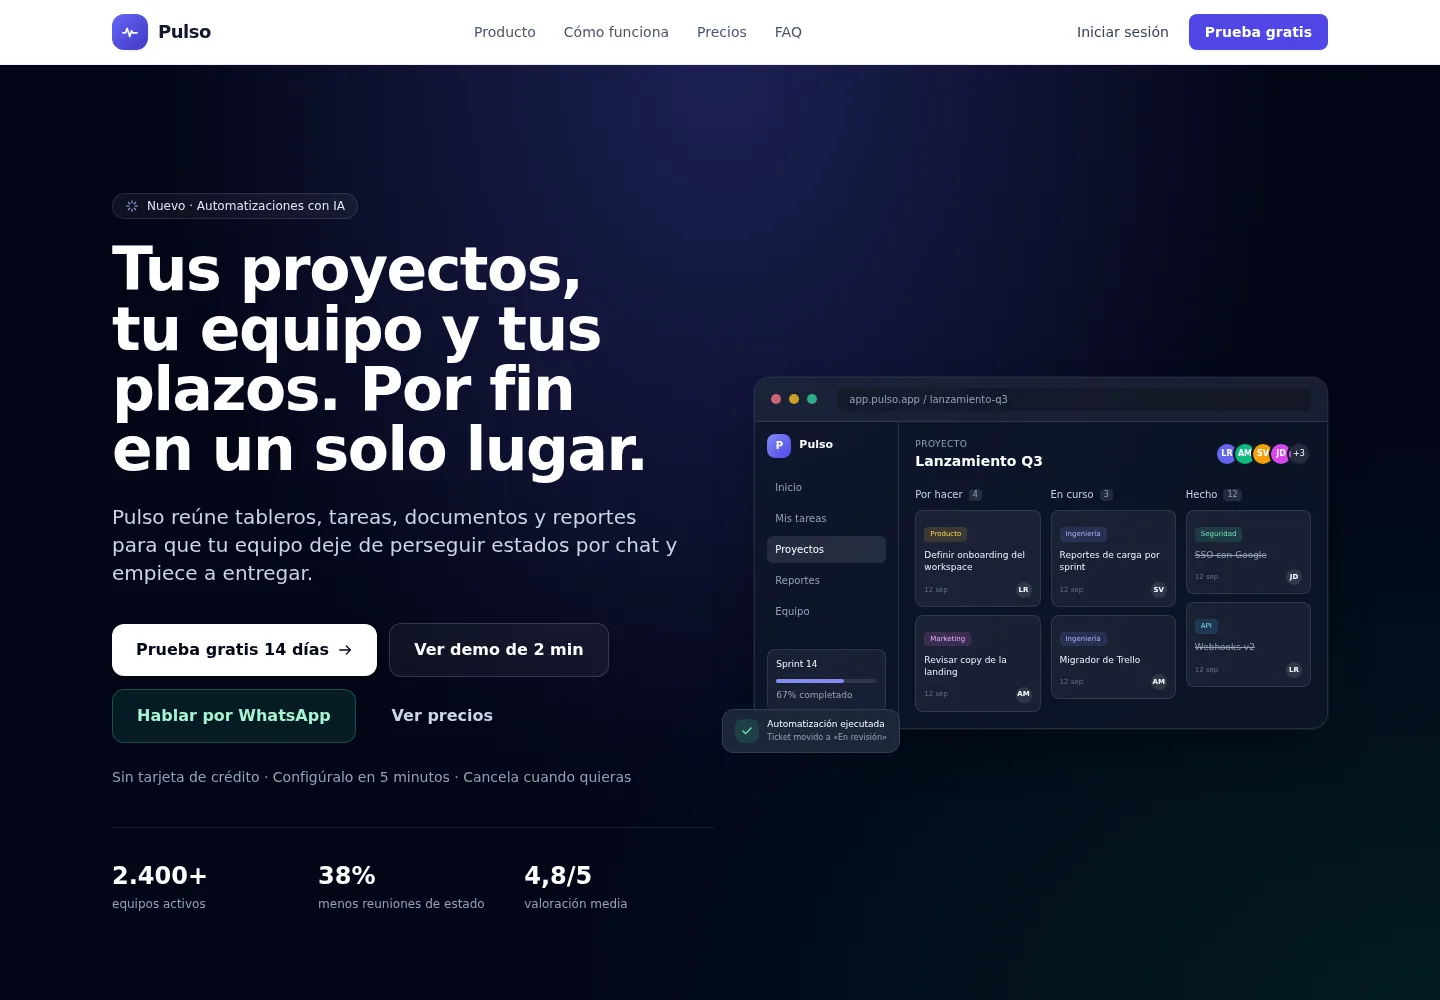 Pulso
Producto
Cómo funciona
Precios
FAQ
Iniciar sesión
Prueba gratis
Nuevo · Automatizaciones con IA
Tus proyectos,
tu equipo y tus
plazos. Por fin
en un solo lugar.
Pulso reúne tableros, tareas, documentos y reportes
para que tu equipo deje de perseguir estados por chat y
empiece a entregar.
Prueba gratis 14 días →
Ver demo de 2 min
Hablar por WhatsApp
Ver precios
Sin tarjeta de crédito · Configúralo en 5 minutos · Cancela cuando quieras
2.400+
equipos activos
38%
menos reuniones de estado
4,8/5
valoración media
app.pulso.app / lanzamiento-q3
P
Pulso
Inicio
Mis tareas
Proyectos
Reportes
Equipo
Sprint 14
67% completado
Automatización ejecutada
Ticket movido a «En revisión»
PROYECTO
Lanzamiento Q3
LR
AM
SV
JD
+3
Por hacer 4
Producto
Definir onboarding del
workspace
12 sep
LR
Marketing
Revisar copy de la
landing
12 sep
AM
En curso 3
Ingeniería
Reportes de carga por
sprint
12 sep
SV
Ingeniería
Migrador de Trello
12 sep
AM
Hecho 12
Seguridad
SSO con Google
12 sep
JD
API
Webhooks v2
12 sep
LR